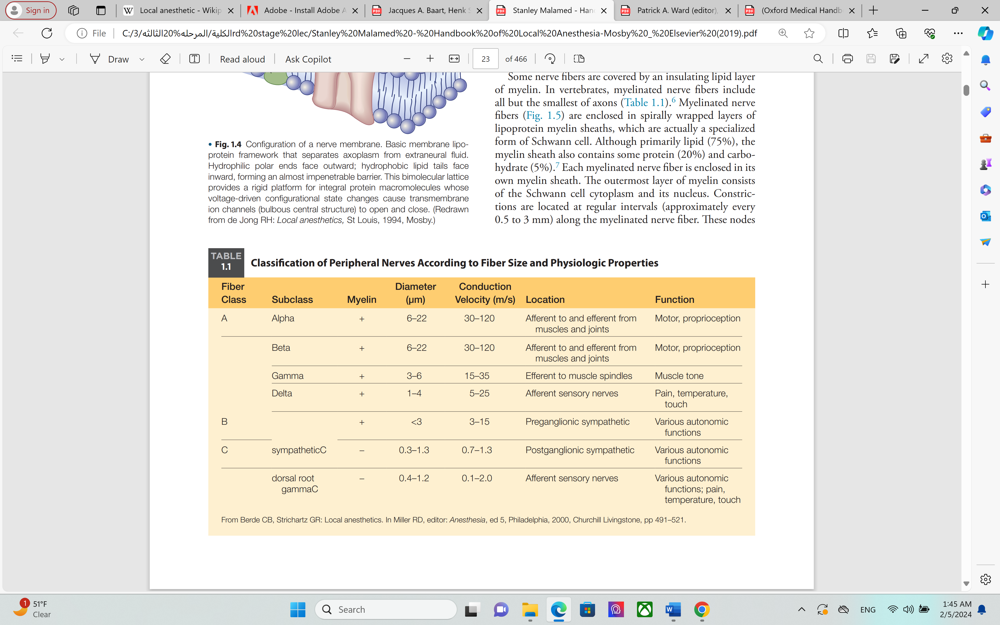 Sign in
Local anesthetic - Wikip
Adobe - Install Adobe A
Jacques A. Baart, Henk S
Stanley Malamed - Han
Patrick A. Ward (editor),
(Oxford Medical Handb
File
C:/3/الكلية/المرحله%20الثالثهrd%20stage%20lec/Stanley%20Malamed%20-%20Handbook%20of%20Local%20Anesthesia-Mosby%20_%20Elsevier%20(2019).pdf
Draw
Read aloud
Ask Copilot
23
of 466
• Fig. 1.4 Configuration of a nerve membrane. Basic membrane lipo-
protein framework that separates axoplasm from extraneural fluid.
Hydrophilic polar ends face outward; hydrophobic lipid tails face
inward, forming an almost impenetrable barrier. This bimolecular lattice
provides a rigid platform for integral protein macromolecules whose
voltage-driven configurational state changes cause transmembrane
ion channels (bulbous central structure) to open and close. (Redrawn
from de Jong RH: Local anesthetics, St Louis, 1994, Mosby.)
Some nerve fibers are covered by an insulating lipid layer
of myelin. In vertebrates, myelinated nerve fibers include
all but the smallest of axons (Table 1.1).6 Myelinated nerve
fibers (Fig. 1.5) are enclosed in spirally wrapped layers of
lipoprotein myelin sheaths, which are actually a specialized
form of Schwann cell. Although primarily lipid (75%), the
myelin sheath also contains some protein (20%) and carbo-
hydrate (5%).7 Each myelinated nerve fiber is enclosed in its
own myelin sheath. The outermost layer of myelin consists
of the Schwann cell cytoplasm and its nucleus. Constric-
tions are located at regular intervals (approximately every
0.5 to 3 mm) along the myelinated nerve fiber. These nodes
TABLE
1.1
Classification of Peripheral Nerves According to Fiber Size and Physiologic Properties
Fiber Class Subclass Myelin Diameter (µm) Conduction Velocity (m/s) Location Function
A Alpha + 6–22 30–120 Afferent to and efferent from muscles and joints Motor, proprioception
Beta + 6–22 30–120 Afferent to and efferent from muscles and joints Motor, proprioception
Gamma + 3–6 15–35 Efferent to muscle spindles Muscle tone
Delta + 1–4 5–25 Afferent sensory nerves Pain, temperature, touch
B + <3 3–15 Preganglionic sympathetic Various autonomic functions
C sympatheticC – 0.3–1.3 0.7–1.3 Postganglionic sympathetic Various autonomic functions
dorsal root gammaC – 0.4–1.2 0.1–2.0 Afferent sensory nerves Various autonomic functions; pain, temperature, touch
From Berde CB, Strichartz GR: Local anesthetics. In Miller RD, editor: Anesthesia, ed 5, Philadelphia, 2000, Churchill Livingstone, pp 491–521.
1
51°F
Clear
Search
ENG
1:45 AM
2/5/2024